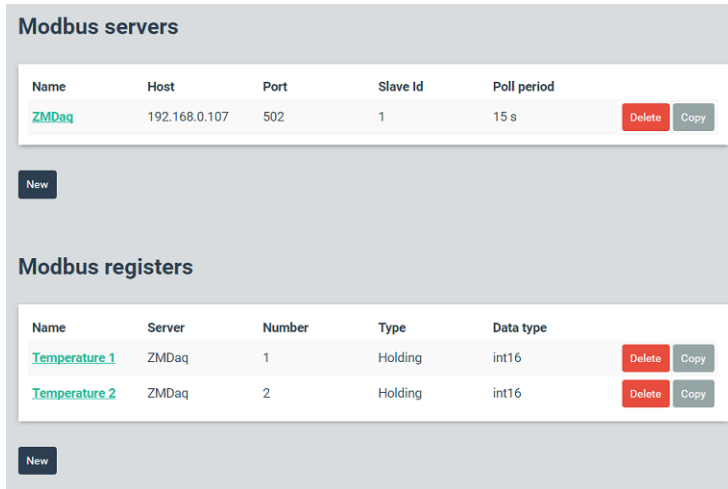 Modbus servers
Name Host Port Slave Id Poll period
ZMDaq 192.168.0.107 502 1 15 s Delete Copy
New
Modbus registers
Name Server Number Type Data type
Temperature 1 ZMDaq 1 Holding int16 Delete Copy
Temperature 2 ZMDaq 2 Holding int16 Delete Copy
New